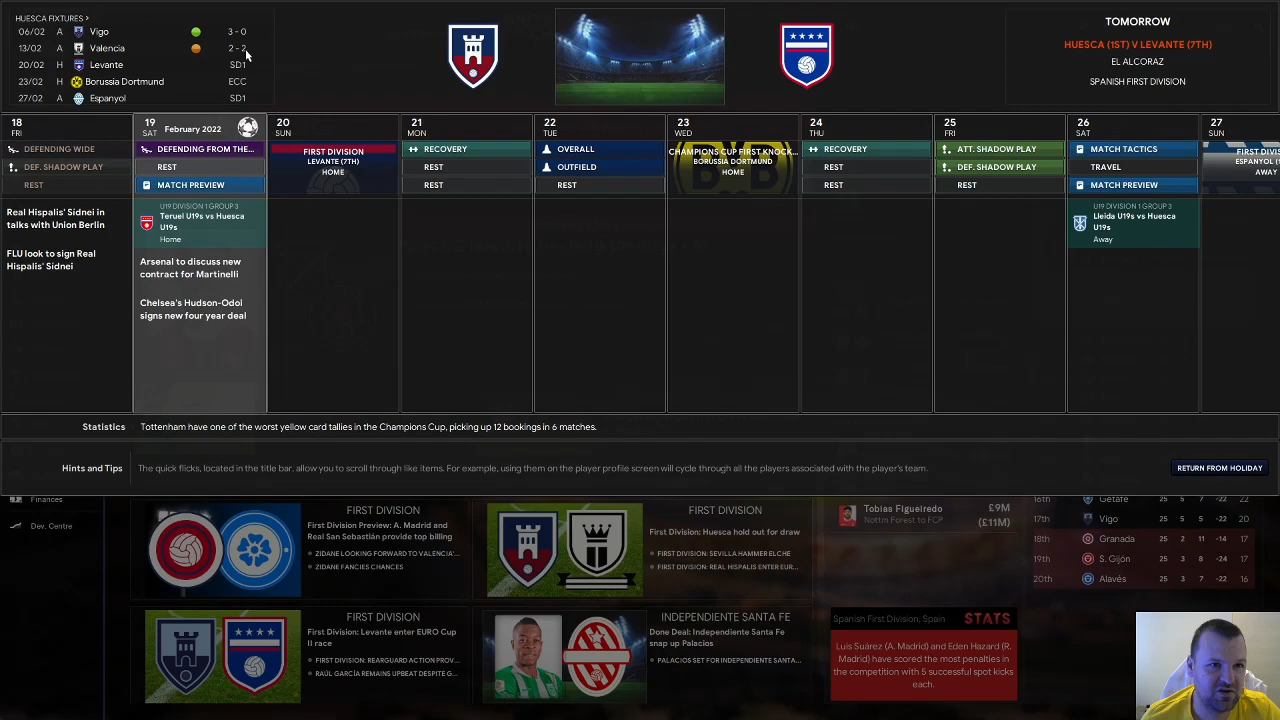 HUESCA FIXTURES >
06/02 A Vigo 3 - 0
13/02 A Valencia 2 - 2
20/02 H Levante SD1
23/02 H Borussia Dortmund ECC
27/02 A Espanyol SD1
TOMORROW
HUESCA (1ST) V LEVANTE (7TH)
EL ALCORAZ
SPANISH FIRST DIVISION
18
FRI
DEFENDING WIDE
DEF. SHADOW PLAY
REST
Real Hispalis' Sidnei in
talks with Union Berlin
FLU look to sign Real
Hispalis' Sidnei
19
SAT
February 2022
DEFENDING FROM THE...
REST
MATCH PREVIEW
U19 DIVISION 1 GROUP 3
Teruel U19s vs Huesca
U19s
Home
Arsenal to discuss new
contract for Martinelli
Chelsea's Hudson-Odoi
signs new four year deal
20
SUN
FIRST DIVISION
LEVANTE (7TH)
HOME
21
MON
RECOVERY
REST
REST
22
TUE
OVERALL
OUTFIELD
REST
23
WED
CHAMPIONS CUP FIRST KNOCK...
BORUSSIA DORTMUND
HOME
24
THU
RECOVERY
REST
REST
25
FRI
ATT. SHADOW PLAY
DEF. SHADOW PLAY
REST
26
SAT
MATCH TACTICS
TRAVEL
MATCH PREVIEW
U19 DIVISION 1 GROUP 3
Lleida U19s vs Huesca
U19s
Away
27
SUN
FIRST DIVIS
ESPANYOL (
AWAY
Statistics Tottenham have one of the worst yellow card tallies in the Champions Cup, picking up 12 bookings in 6 matches.
Hints and Tips The quick flicks, located in the title bar, allow you to scroll through like items. For example, using them on the player profile screen will cycle through all the players associated with the player's team.
RETURN FROM HOLIDAY
Finances
Dev. Centre
FIRST DIVISION
First Division Preview: A. Madrid and
Real San Sebastián provide top billing
ZIDANE LOOKING FORWARD TO VALENCIA'...
ZIDANE FANCIES CHANCES
FIRST DIVISION
First Division: Huesca hold out for draw
FIRST DIVISION: SEVILLA HAMMER ELCHE
FIRST DIVISION: REAL HISPALIS ENTER EUR...
FIRST DIVISION
First Division: Levante enter EURO Cup
II race
FIRST DIVISION: REARGUARD ACTION PROV...
RAÚL GARCÍA REMAINS UPBEAT DESPITE G...
INDEPENDIENTE SANTA FE
Done Deal: Independiente Santa Fe
snap up Palacios
PALACIOS SET FOR INDEPENDIENTE SANTA...
Tobias Figueiredo £9M
Nottm Forest to FCP (£11M)
Spanish First Division, Spain STATS
Luis Suárez (A. Madrid) and Eden Hazard (R.
Madrid) have scored the most penalties in
the competition with 5 successful spot kicks
each.
16th Getafe 25 5 7 -22 22
17th Vigo 25 5 5 -22 20
18th Granada 25 2 11 -14 17
19th S. Gijón 25 3 8 -24 17
20th Alavés 25 3 7 -22 16